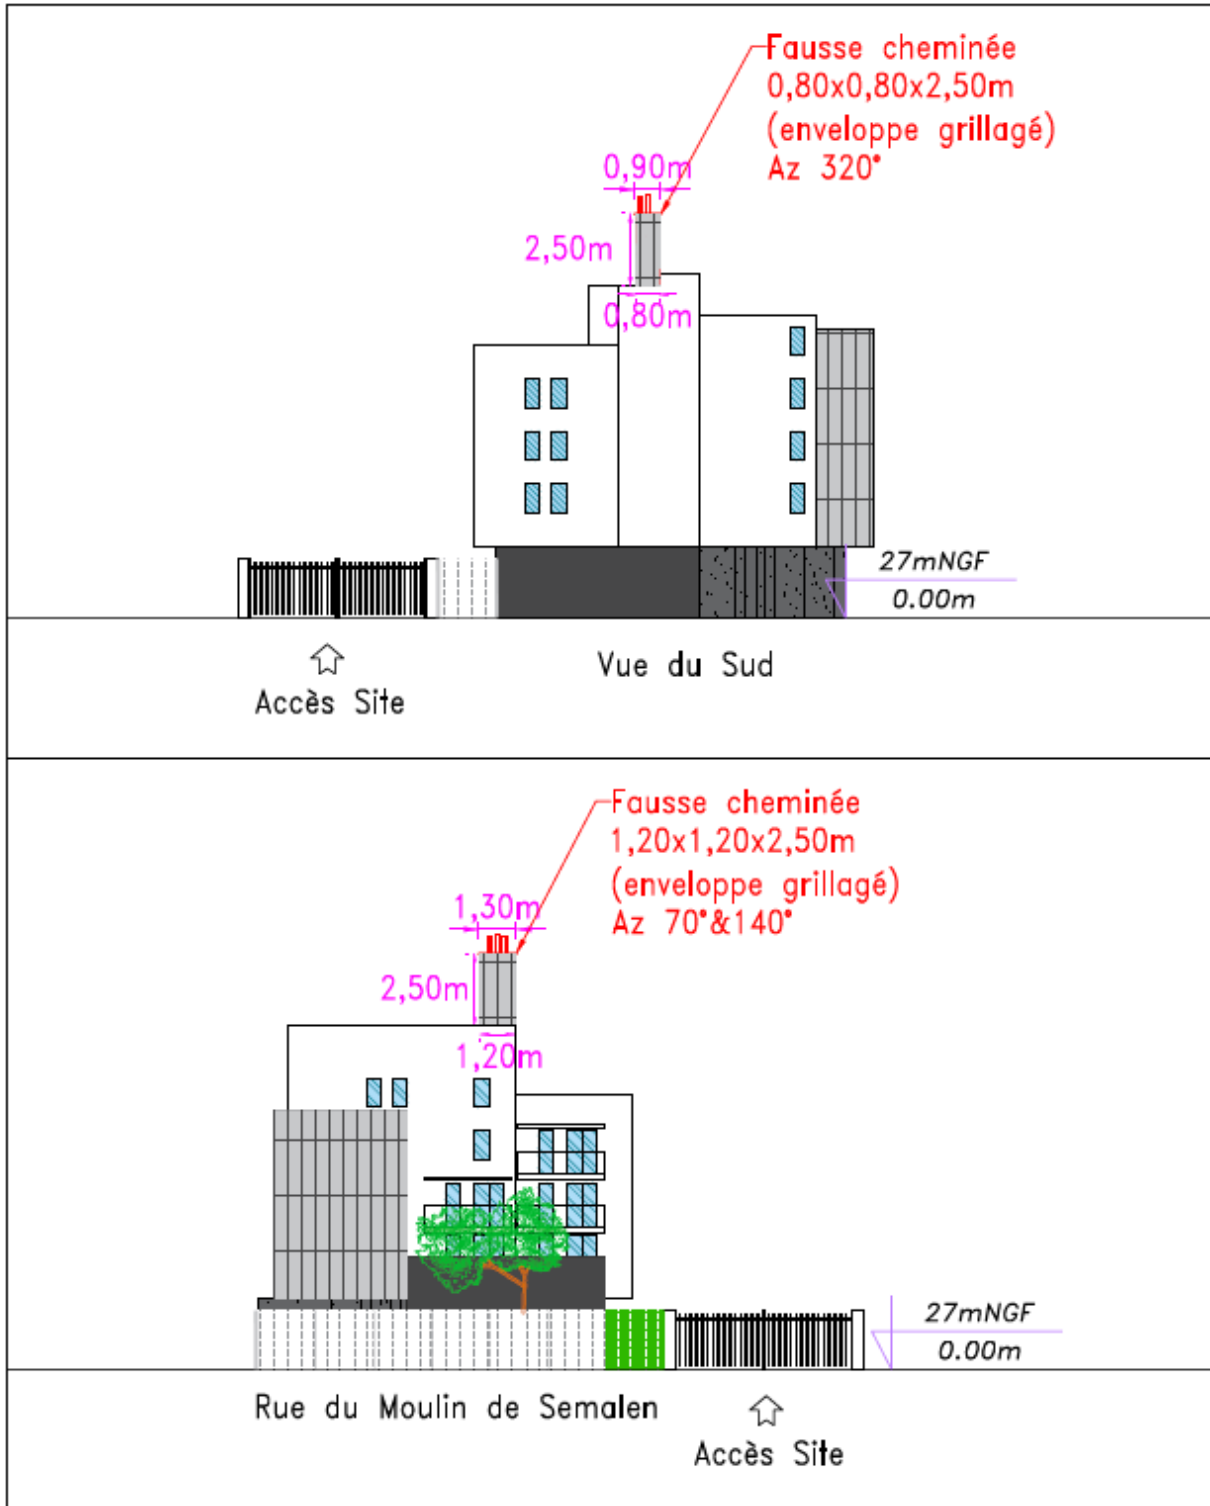 Fausse cheminée
0,80x0,80x2,50m
(enveloppe grillagé)
Az 320°
0,90m
2,50m
0,80m
27mNGF
0.00m
Vue du Sud
Accès Site
Fausse cheminée
1,20x1,20x2,50m
(enveloppe grillagé)
Az 70°&140°
1,30m
2,50m
1,20m
27mNGF
0.00m
Rue du Moulin de Semalen
Accès Site